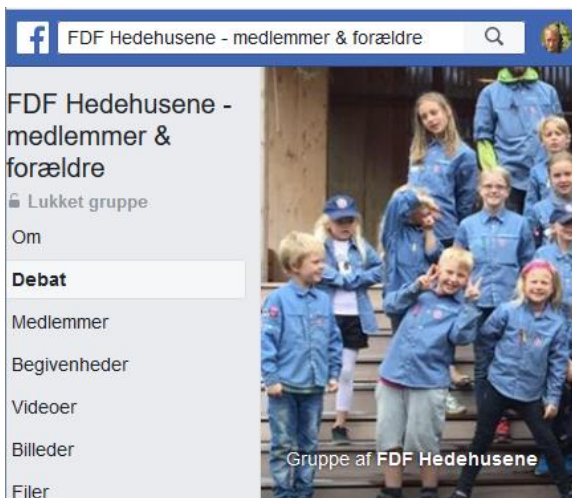 f
FDF Hedehusene - medlemmer & forældre
FDF Hedehusene -
medlemmer &
forældre
Lukket gruppe
Om
Debat
Medlemmer
Begivenheder
Videoer
Billeder
Filer
Gruppe af FDF Hedehusene